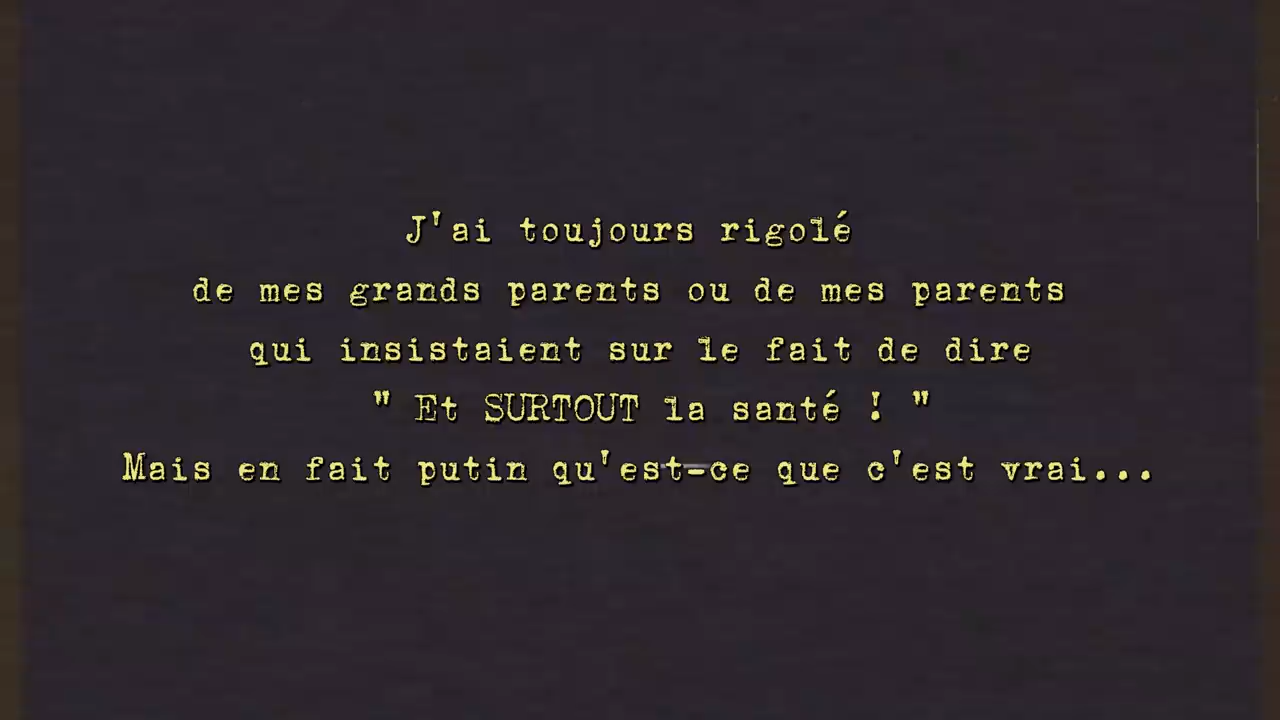 J'ai toujours rigolé
de mes grands parents ou de mes parents
qui insistaient sur le fait de dire
" Et SURTOUT la santé ! "
Mais en fait putin qu'est-ce que c'est vrai...